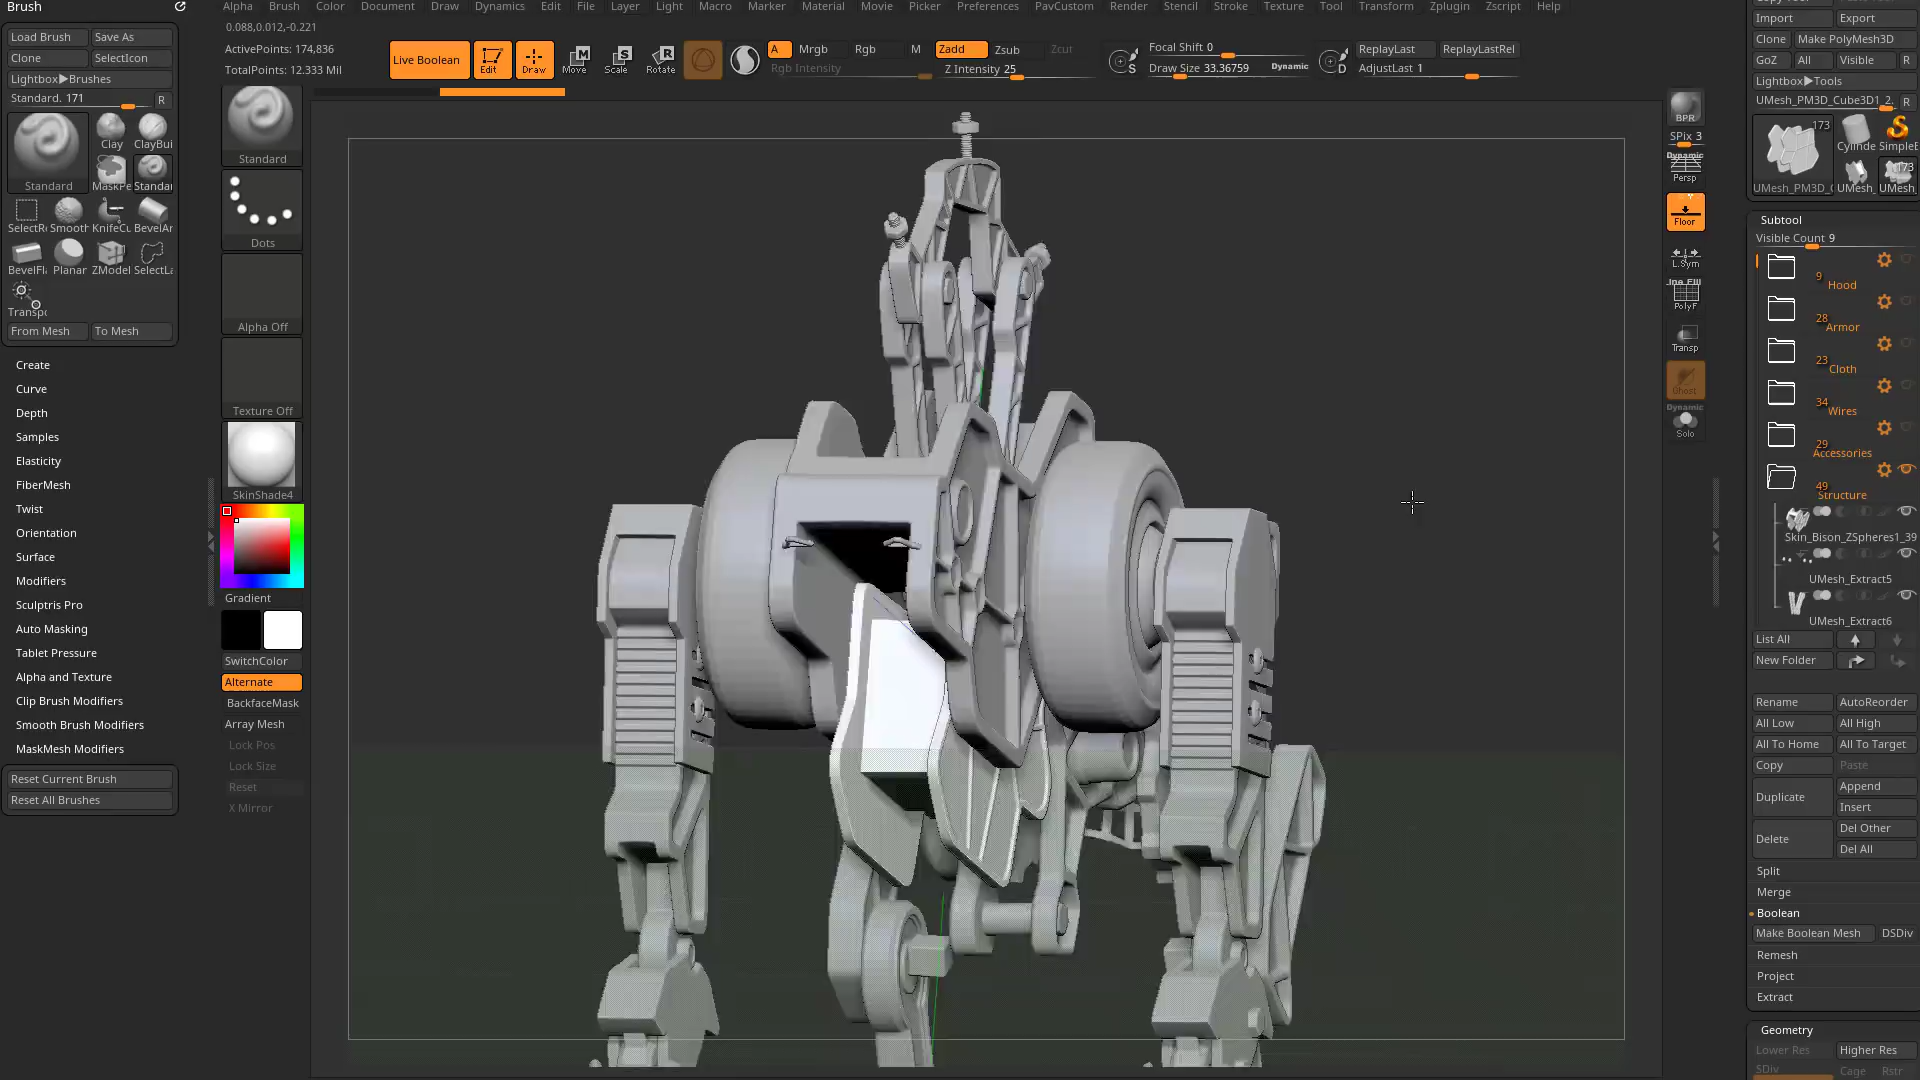 Brush
Alpha Brush Color Document Draw Dynamics Edit File Layer Light Macro Marker Material Movie Picker Preferences PavCustom Render Stencil Stroke Texture Tool Transform Zplugin Zscript Help
0.088,0.012,-0.221
Load Brush Save As
Clone SelectIcon
Lightbox▶Brushes
Standard. 171 R
Standard
Clay ClayBui
MaskPe Standar
SelectRe Smooth KnifeCu BevelAr
BevelFl Planar ZModel SelectLa
Transpo
From Mesh To Mesh
Create
Curve
Depth
Samples
Elasticity
FiberMesh
Twist
Orientation
Surface
Modifiers
Sculptris Pro
Auto Masking
Tablet Pressure
Alpha and Texture
Clip Brush Modifiers
Smooth Brush Modifiers
MaskMesh Modifiers
Reset Current Brush
Reset All Brushes
ActivePoints: 174,836
TotalPoints: 12.333 Mil
Live Boolean
Edit Draw Move Scale Rotate
A Mrgb Rgb M
Rgb Intensity
Zadd Zsub Zcut
Z Intensity 25
S
Focal Shift 0
Draw Size 33.36759 Dynamic
D
ReplayLast ReplayLastRel
AdjustLast 1
Standard
Dots
Alpha Off
Texture Off
SkinShade4
Gradient
SwitchColor
Alternate
BackfaceMask
Array Mesh
Lock Pos
Lock Size
Reset
X Mirror
BPR
SPix 3
Dynamic
Persp
Floor
L.Sym
Line Fill
PolyF
Transp
Ghost
Dynamic
Solo
Import Export
Clone Make PolyMesh3D
GoZ All Visible R
Lightbox▶Tools
UMesh_PM3D_Cube3D1_2. R
173
UMesh_PM3D_C
Cylinde SimpleB
173
UMesh_ UMesh_
Subtool
Visible Count 9
9 Hood
28 Armor
23 Cloth
34 Wires
29 Accessories
49 Structure
Skin_Bison_ZSpheres1_39
UMesh_Extract5
UMesh_Extract6
List All
New Folder
Rename AutoReorder
All Low All High
All To Home All To Target
Copy Paste
Duplicate Append
Insert
Delete Del Other
Del All
Split
Merge
Boolean
Make Boolean Mesh DSDiv
Remesh
Project
Extract
Geometry
Lower Res Higher Res
SDiv Cage Rstr